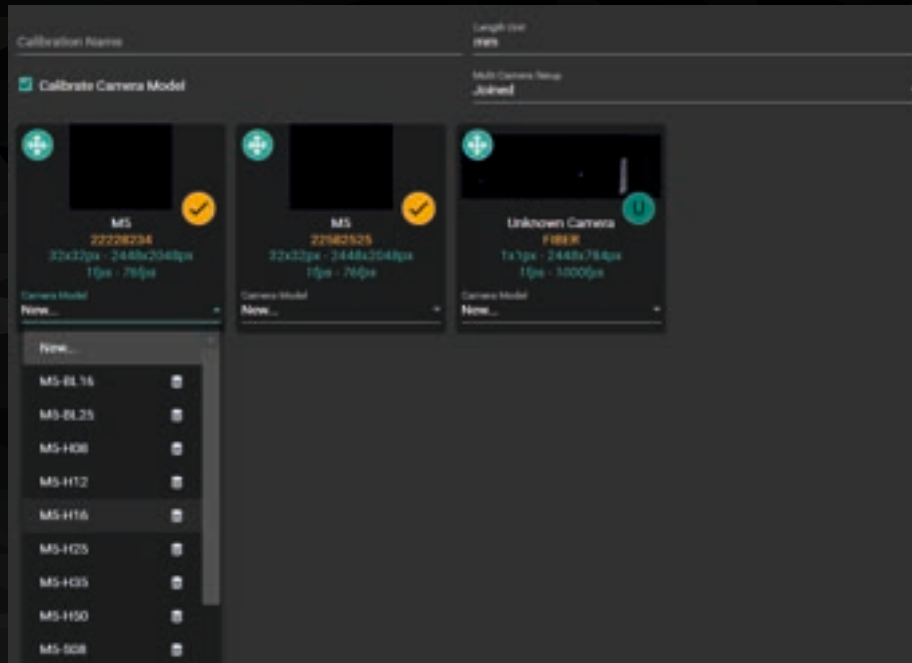 Calibration Name
Length Unit
mm
Calibrate Camera Model
Multi Camera Setup
Joined
M5
22228234
32x32px - 2448x2048px
1fps - 76fps
Camera Model
New...
M5
22582525
32x32px - 2448x2048px
1fps - 76fps
Camera Model
New...
U
Unknown Camera
FIBER
1x1px - 2448x784px
1fps - 1000fps
Camera Model
New...
New...
M5-BL16
M5-BL25
M5-H08
M5-H12
M5-H16
M5-H25
M5-H35
M5-H50
M5-S08